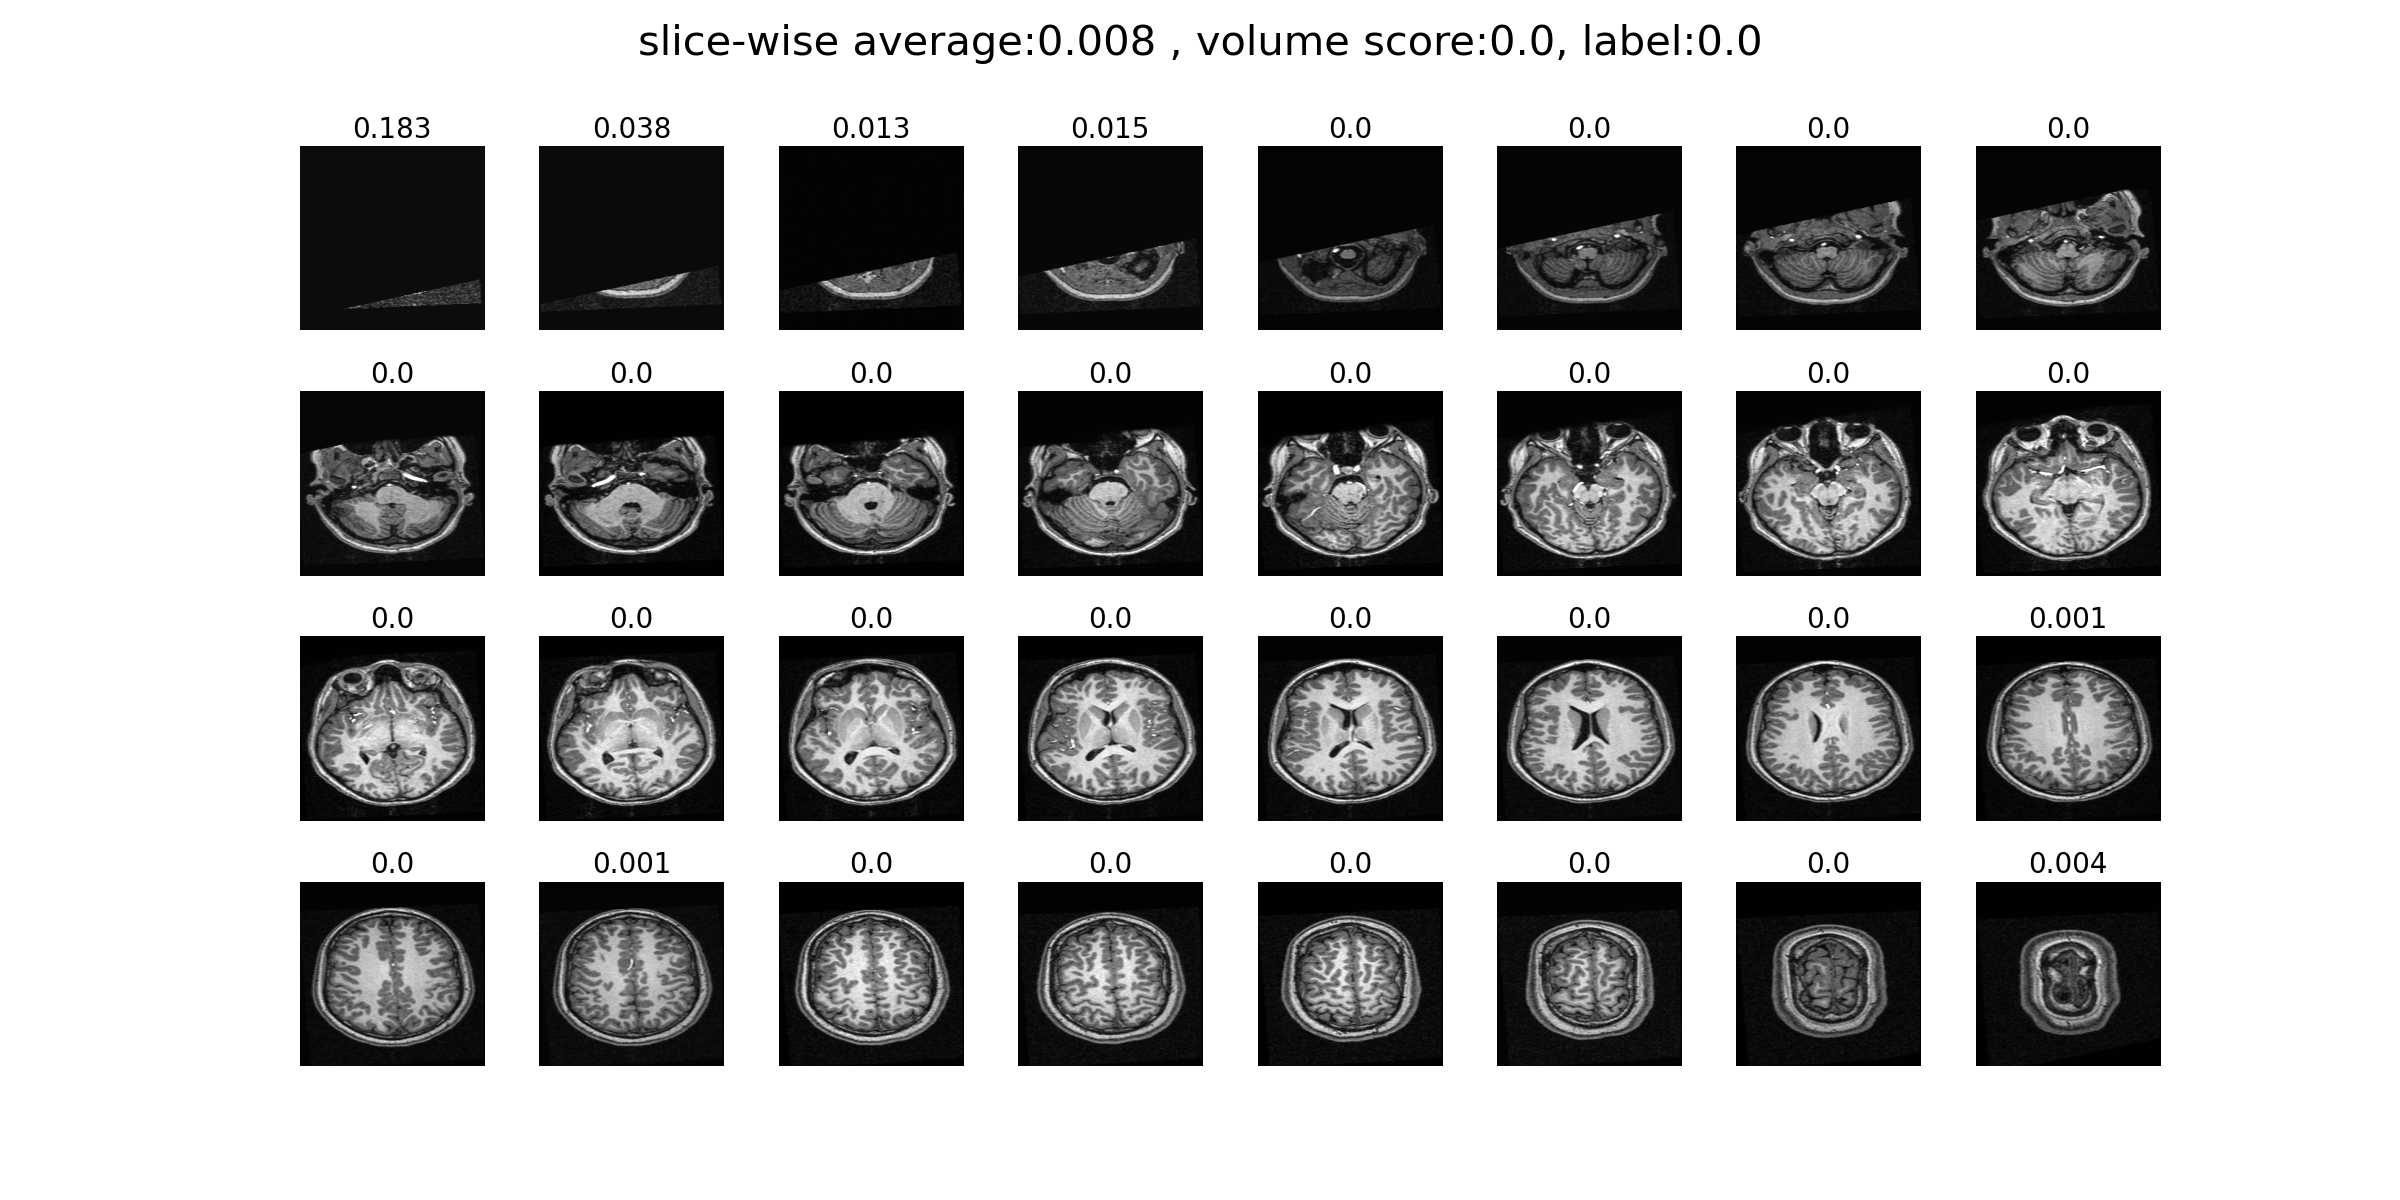 slice-wise average:0.008 , volume score:0.0, label:0.0
0.183 0.038 0.013 0.015 0.0 0.0 0.0 0.0
0.0 0.0 0.0 0.0 0.0 0.0 0.0 0.0
0.0 0.0 0.0 0.0 0.0 0.0 0.0 0.001
0.0 0.001 0.0 0.0 0.0 0.0 0.0 0.004